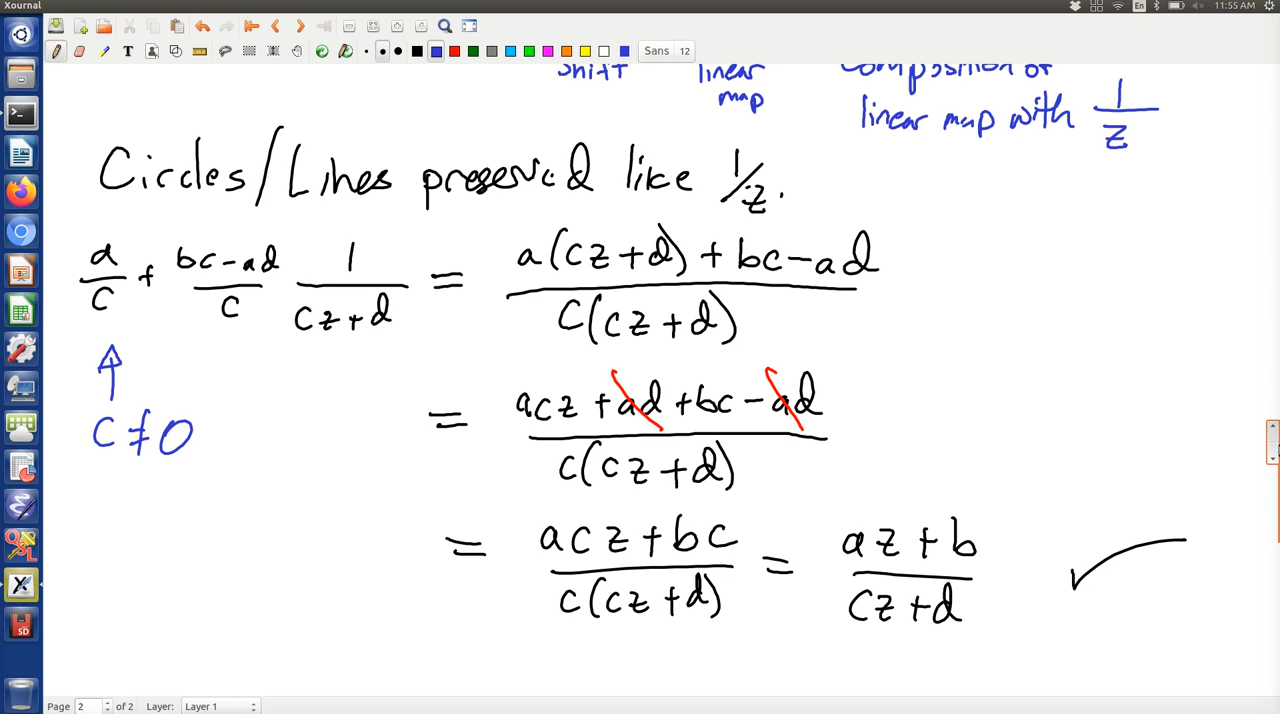 Xournal
En
11:55 AM
T
Sans 12
shift linear composition of
map linear map with 1/z
Circles/Lines preserved like 1/z.
a/c + (bc-ad)/c 1/(cz+d) = (a(cz+d)+bc-ad)/(c(cz+d))
↑
c≠0
= (acz+ad+bc-ad)/(c(cz+d))
= (acz+bc)/(c(cz+d)) = (az+b)/(cz+d) ✓
SD
Page 2 of 2 Layer: Layer 1